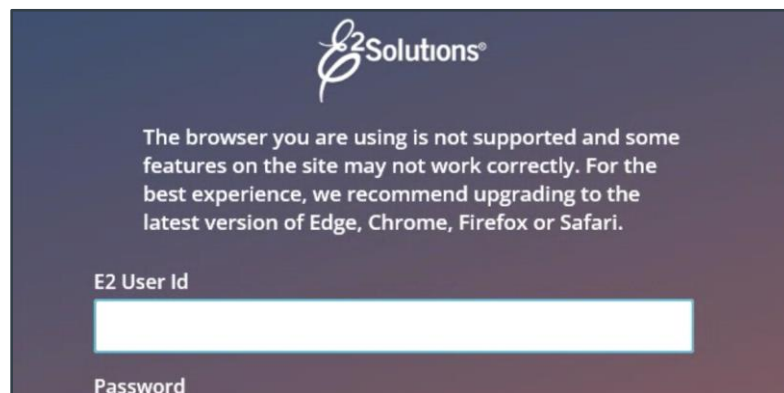 E2Solutions®
The browser you are using is not supported and some
features on the site may not work correctly. For the
best experience, we recommend upgrading to the
latest version of Edge, Chrome, Firefox or Safari.
E2 User Id
Password